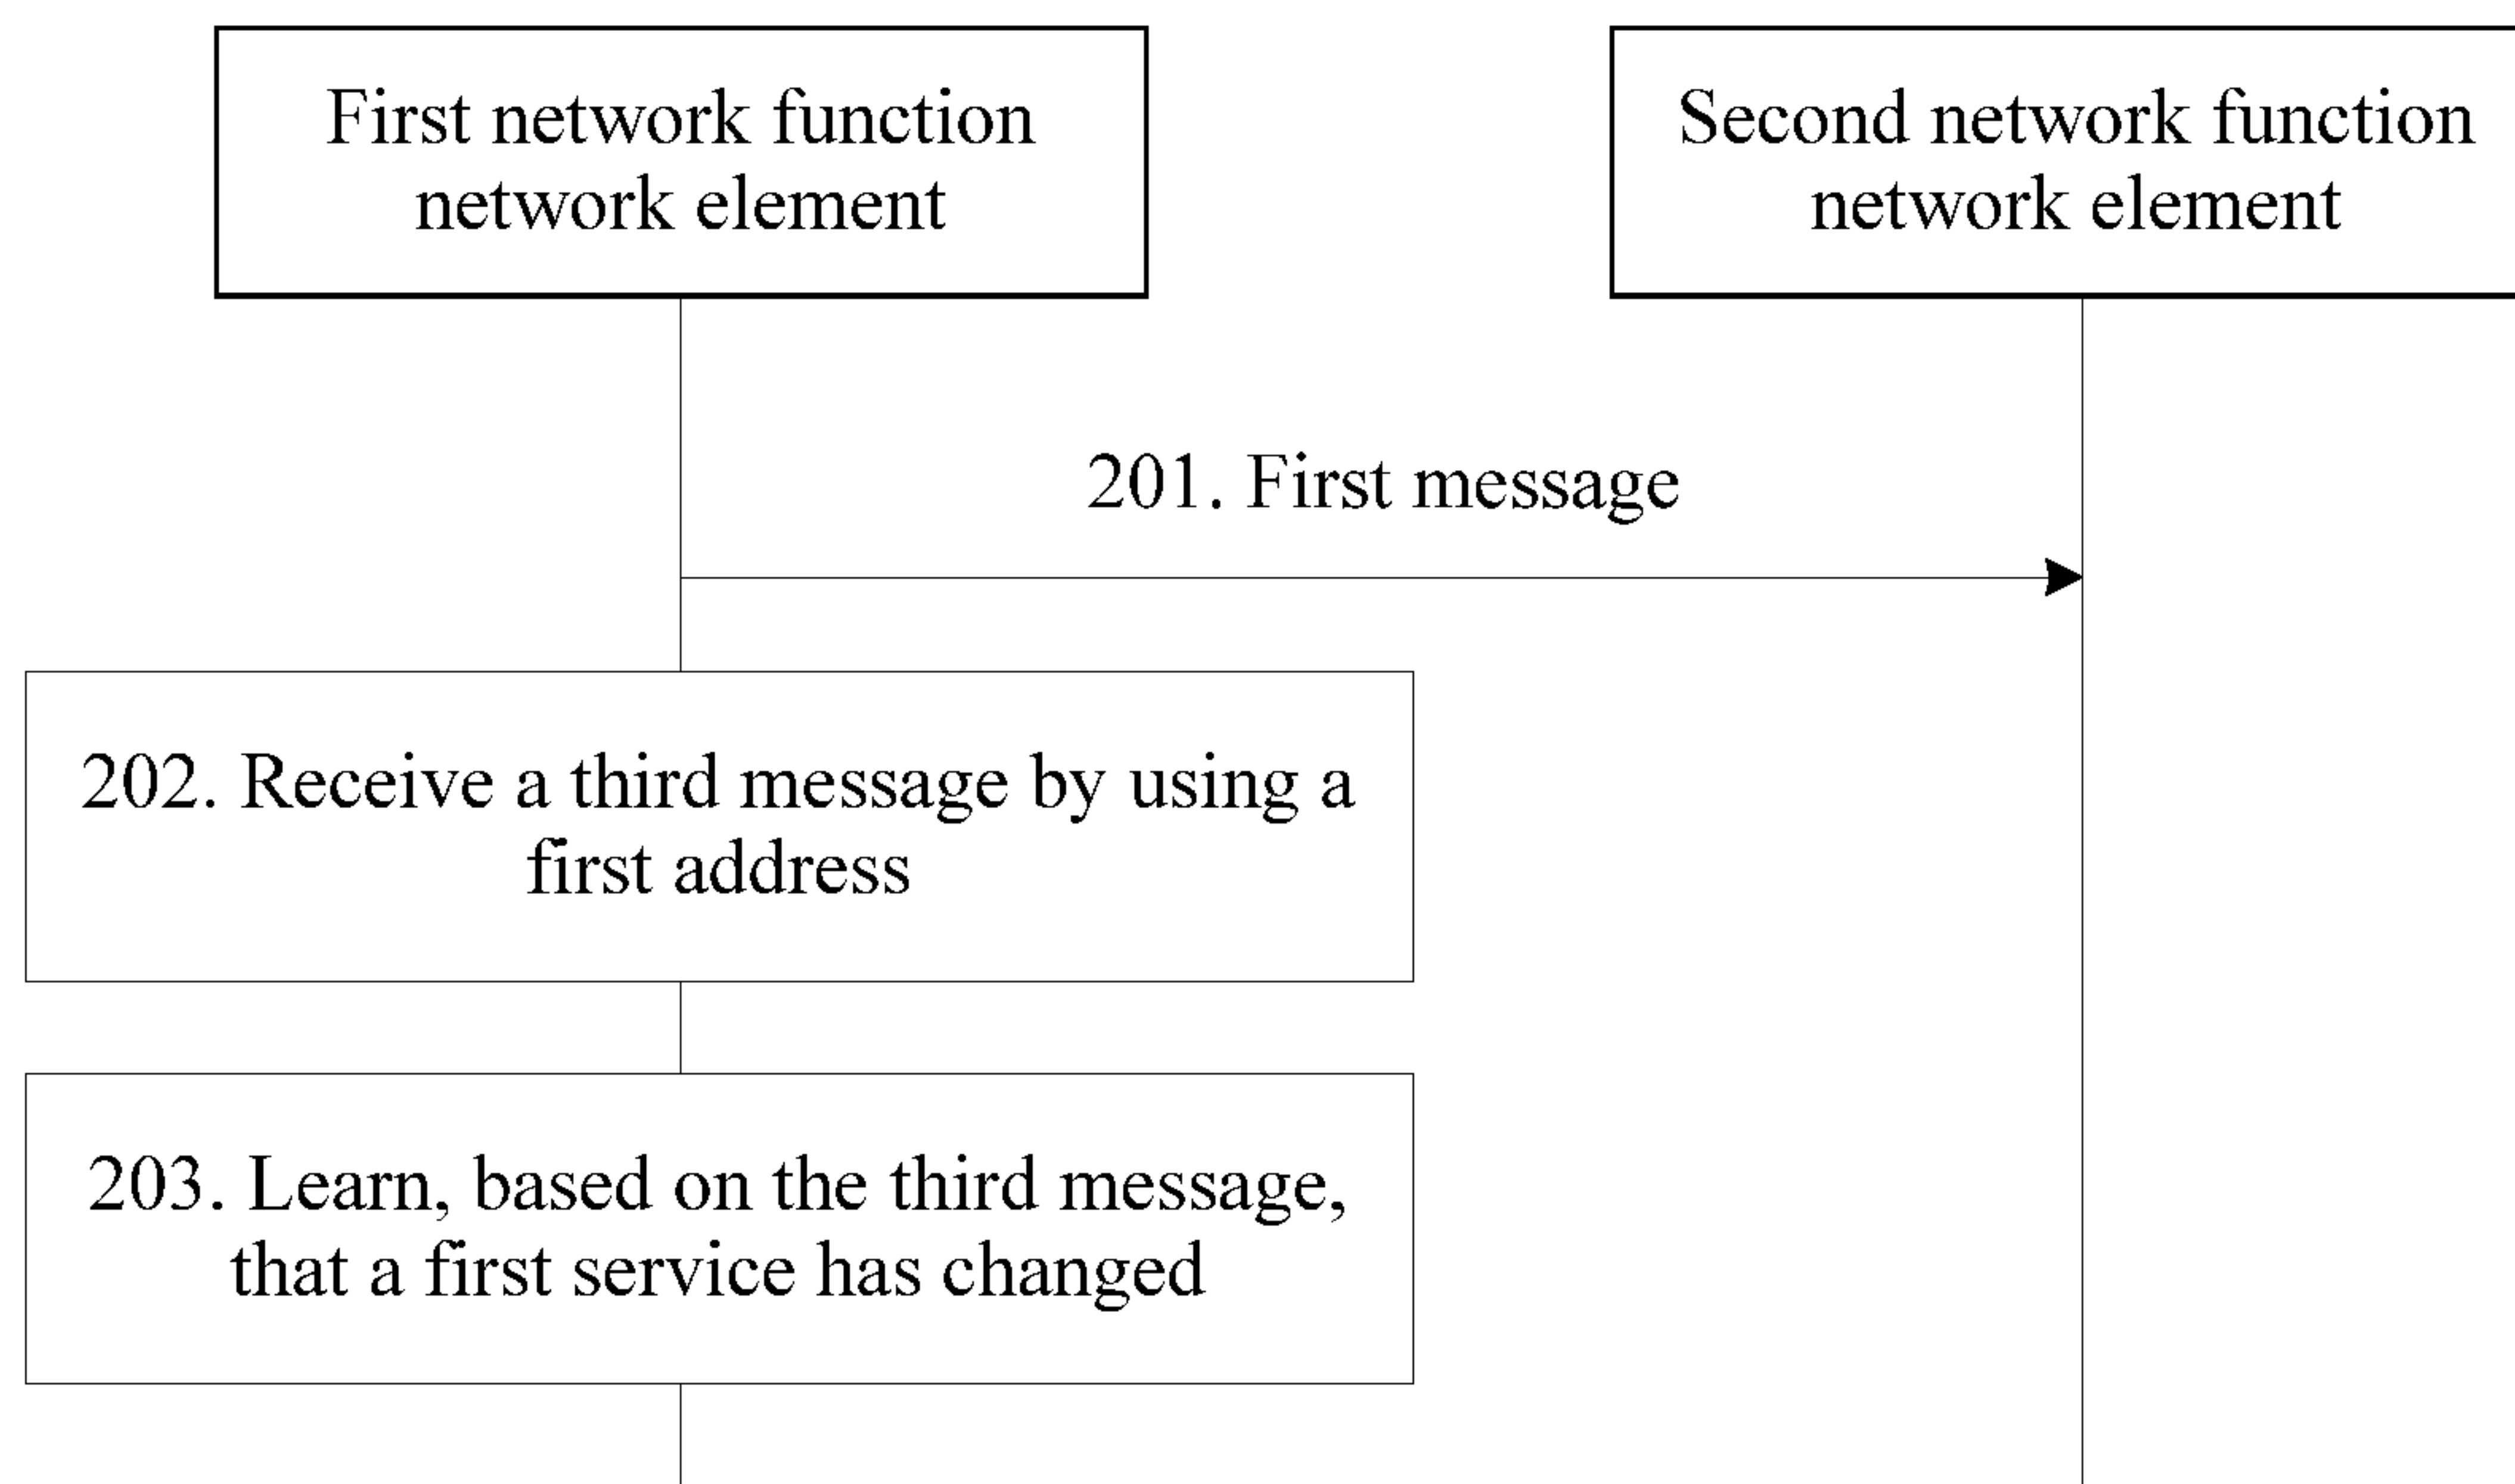 First network function
network element
Second network function
network element
201. First message
202. Receive a third message by using a
first address
203. Learn, based on the third message,
that a first service has changed